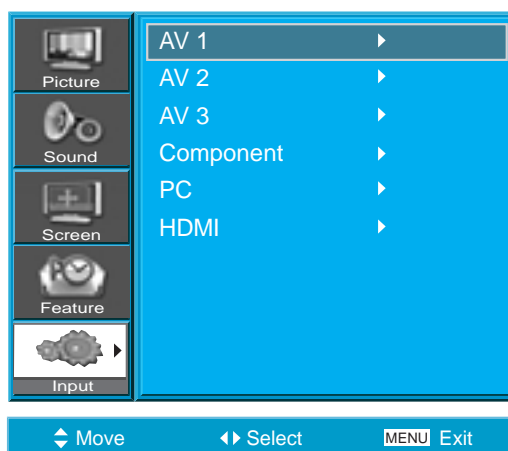 Picture
Sound
Screen
Feature
Input
AV 1
AV 2
AV 3
Component
PC
HDMI
Move Select MENU Exit